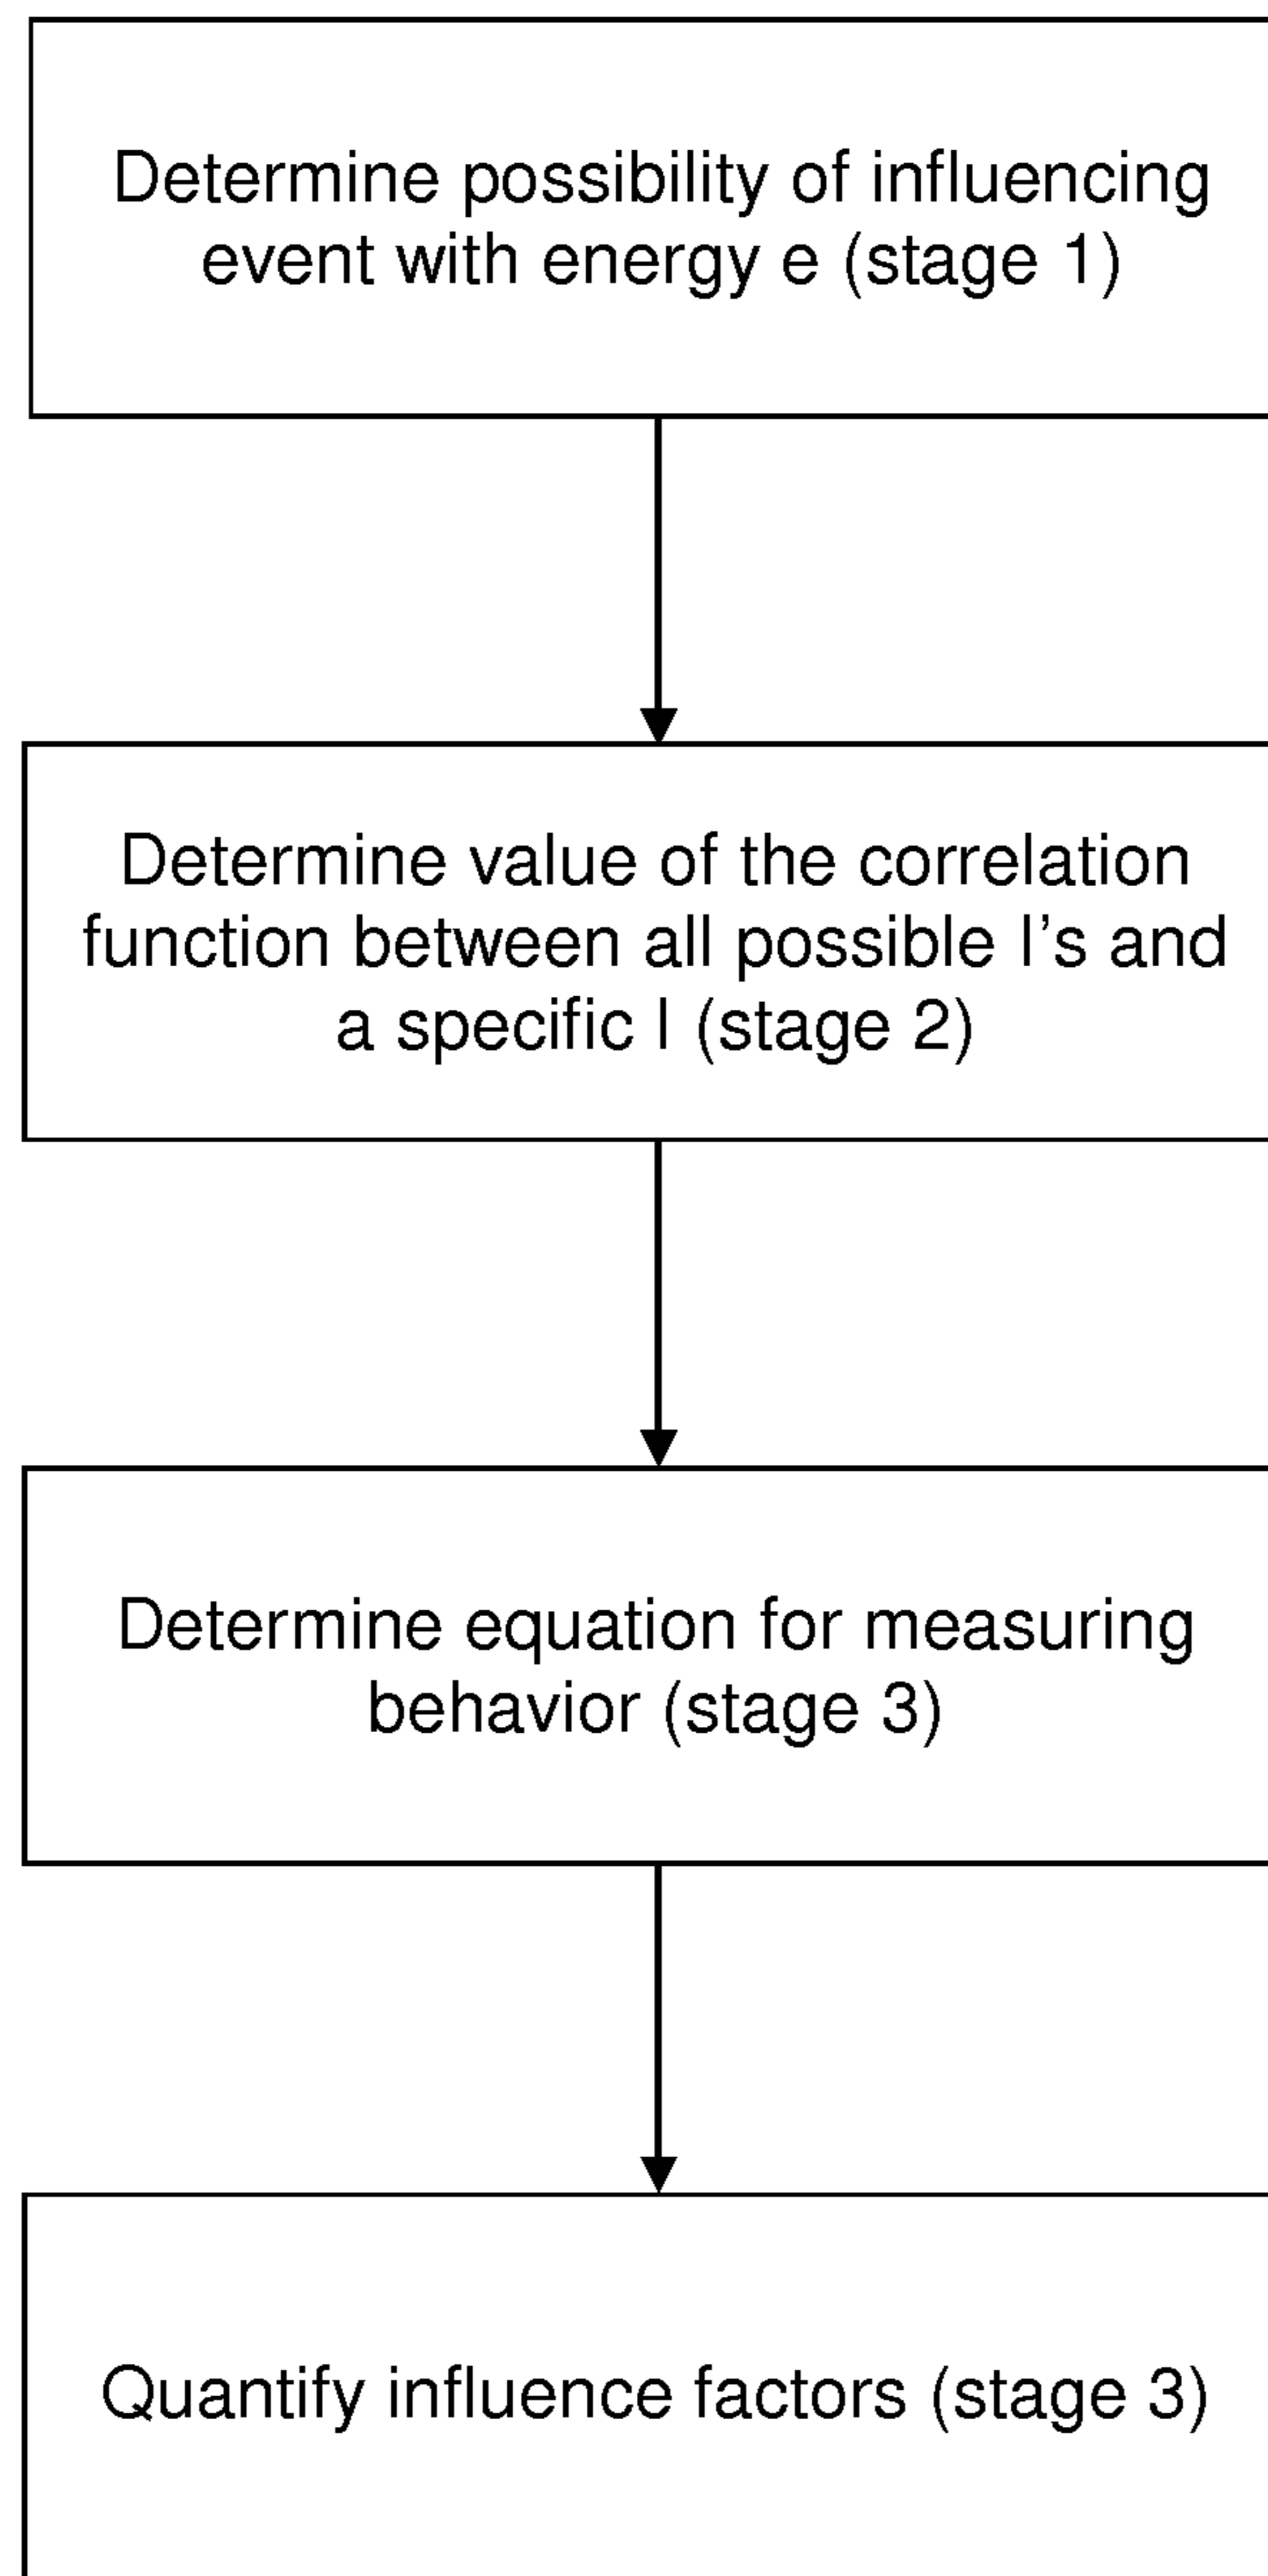 Determine possibility of influencing
event with energy e (stage 1)
Determine value of the correlation
function between all possible I's and
a specific I (stage 2)
Determine equation for measuring
behavior (stage 3)
Quantify influence factors (stage 3)